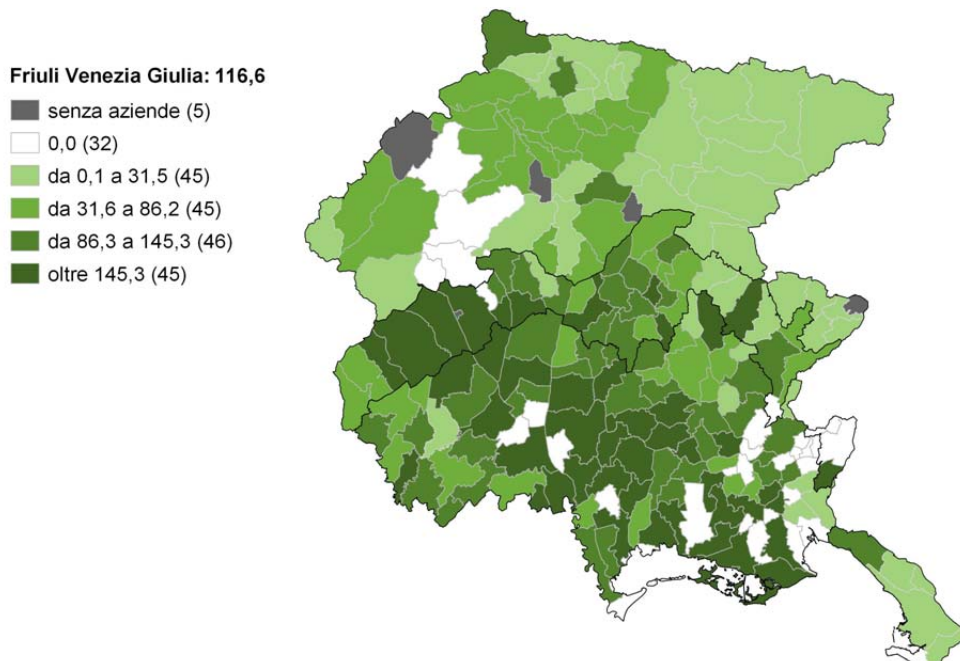 Friuli Venezia Giulia: 116,6
senza aziende (5)
0,0 (32)
da 0,1 a 31,5 (45)
da 31,6 a 86,2 (45)
da 86,3 a 145,3 (46)
oltre 145,3 (45)